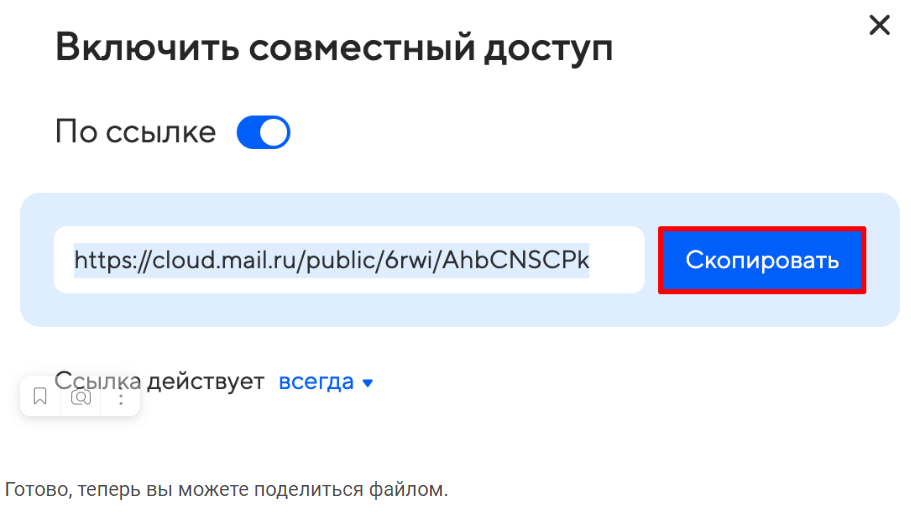 Включить совместный доступ
По ссылке
https://cloud.mail.ru/public/6rwi/AhbCNSCPk
Скопировать
Ссылка действует всегда
Готово, теперь вы можете поделиться файлом.